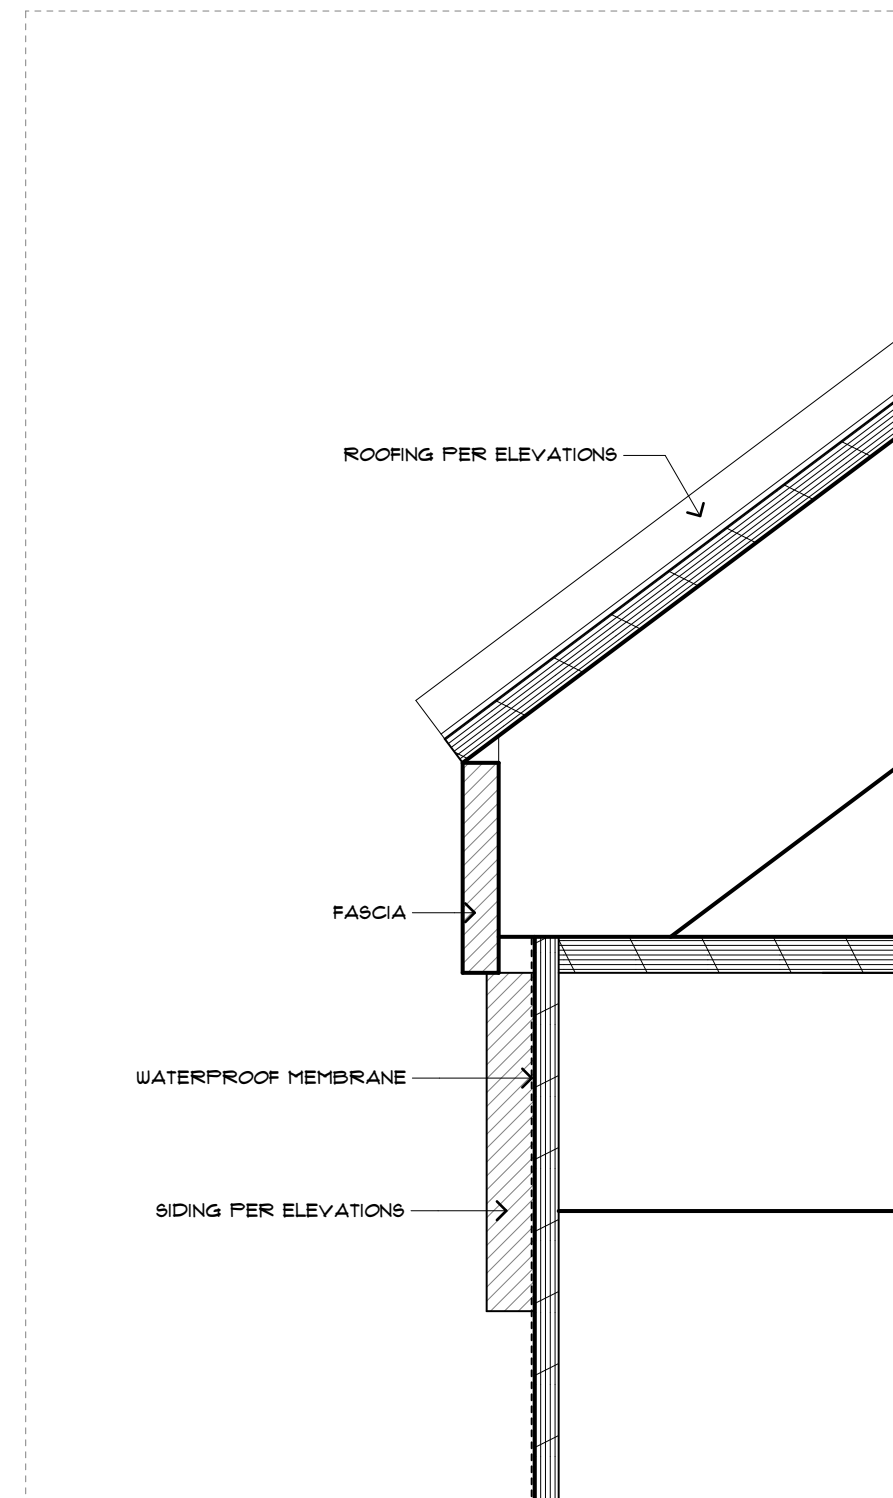 ROOFING PER ELEVATIONS
FASCIA
WATERPROOF MEMBRANE
SIDING PER ELEVATIONS